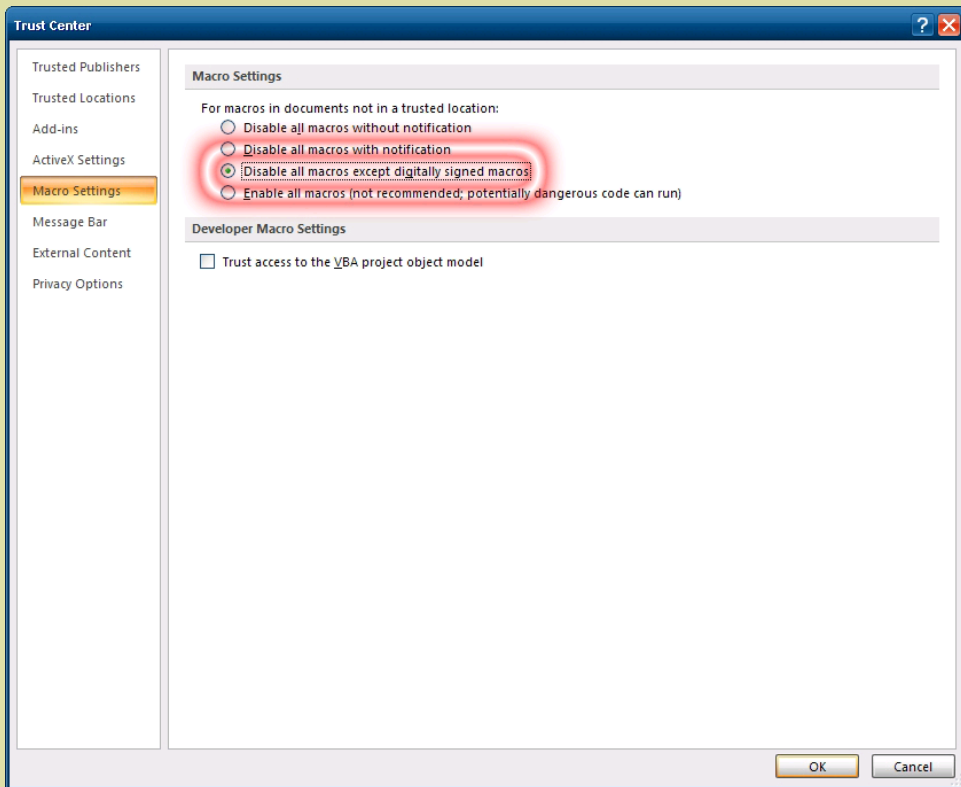 Trust Center
Trusted Publishers
Trusted Locations
Add-ins
ActiveX Settings
Macro Settings
Message Bar
External Content
Privacy Options
Macro Settings
For macros in documents not in a trusted location:
Disable all macros without notification
Disable all macros with notification
Disable all macros except digitally signed macros
Enable all macros (not recommended; potentially dangerous code can run)
Developer Macro Settings
Trust access to the VBA project object model
OK
Cancel